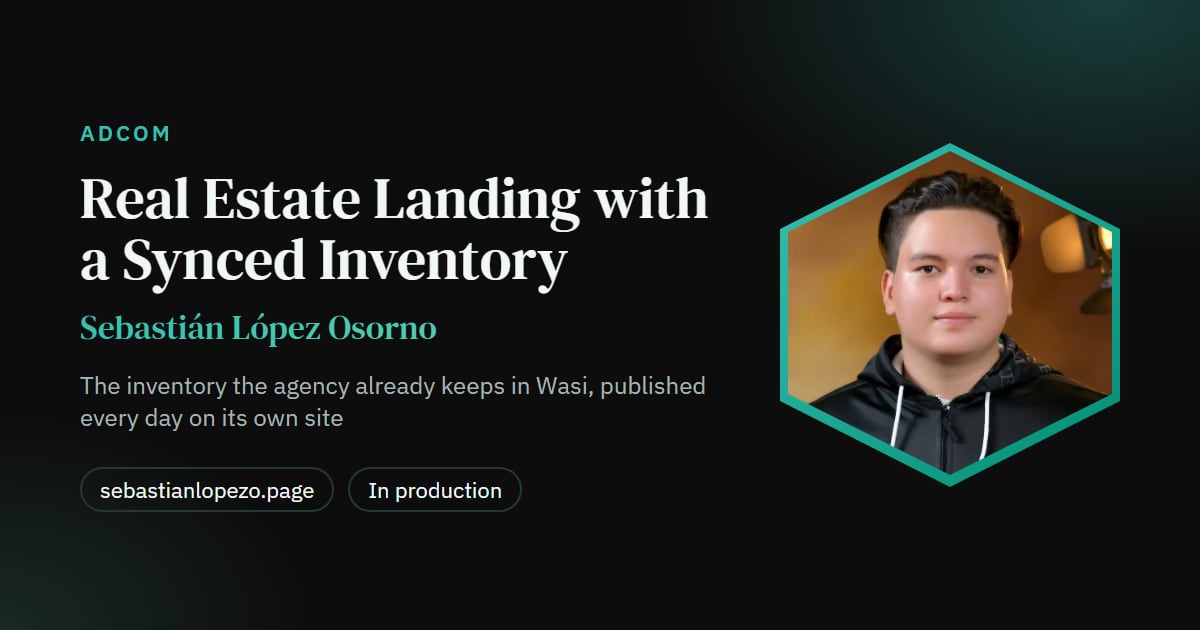 ADCOM
Real Estate Landing with
a Synced Inventory
Sebastián López Osorno
The inventory the agency already keeps in Wasi, published
every day on its own site
sebastianlopezo.page
In production